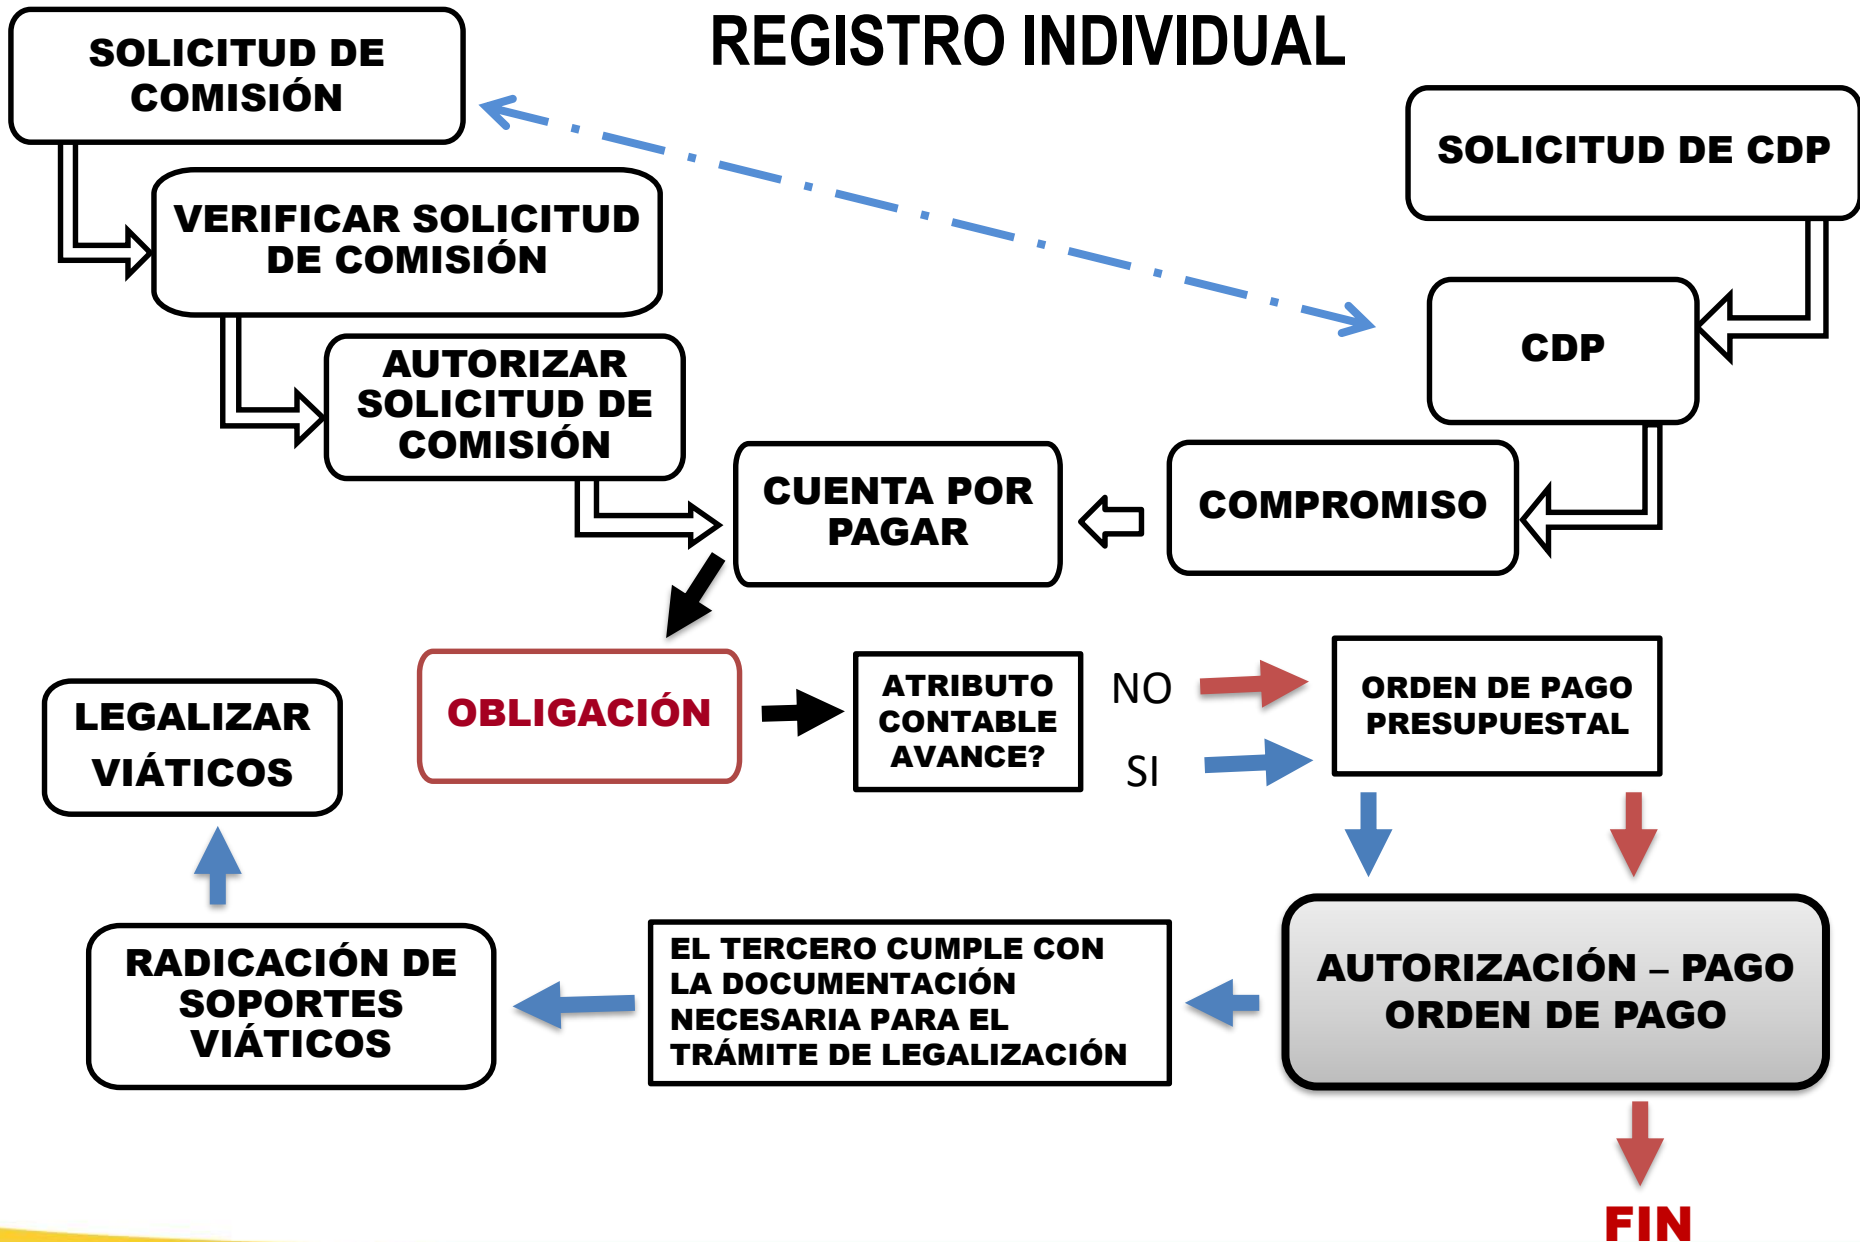 REGISTRO INDIVIDUAL
SOLICITUD DE
COMISIÓN
SOLICITUD DE CDP
VERIFICAR SOLICITUD
DE COMISIÓN
CDP
AUTORIZAR
SOLICITUD DE
COMISIÓN
CUENTA POR
PAGAR
COMPROMISO
OBLIGACIÓN
ATRIBUTO
CONTABLE
AVANCE?
NO
SI
ORDEN DE PAGO
PRESUPUESTAL
LEGALIZAR
VIÁTICOS
RADICACIÓN DE
SOPORTES
VIÁTICOS
EL TERCERO CUMPLE CON
LA DOCUMENTACIÓN
NECESARIA PARA EL
TRÁMITE DE LEGALIZACIÓN
AUTORIZACIÓN – PAGO
ORDEN DE PAGO
FIN